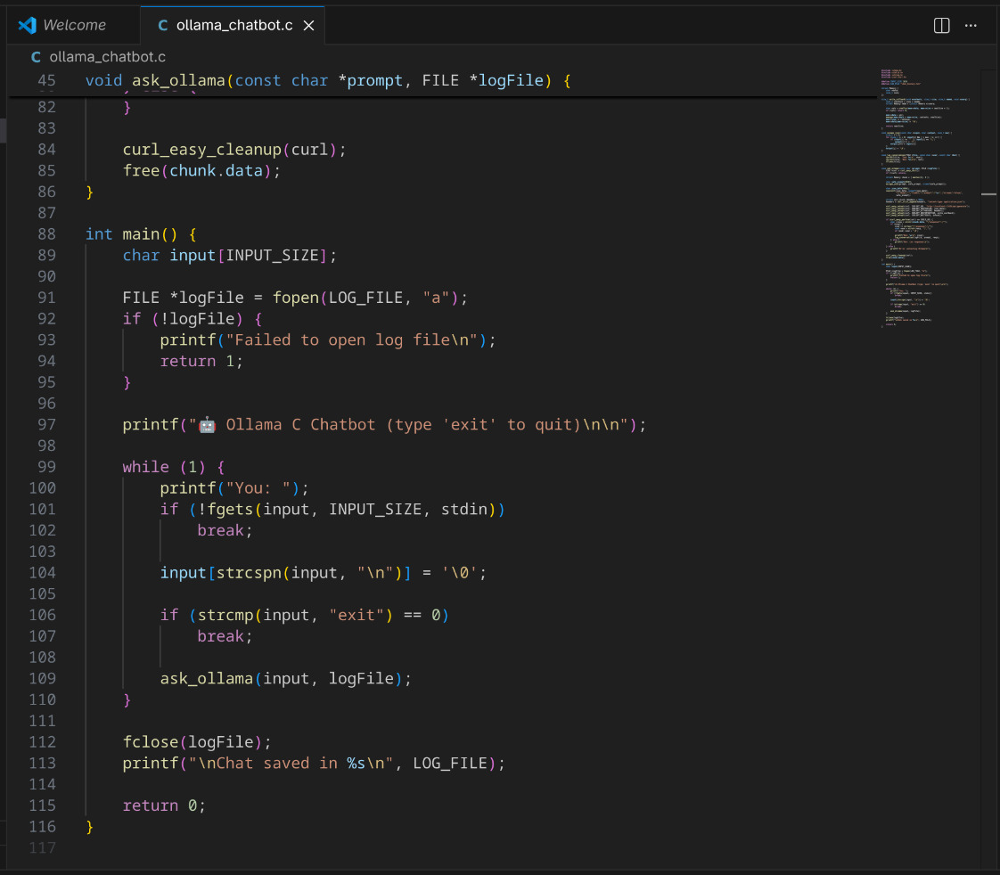 Welcome
C ollama_chatbot.c
C ollama_chatbot.c
45 void ask_ollama(const char *prompt, FILE *logFile) {
82     }
83
84     curl_easy_cleanup(curl);
85     free(chunk.data);
86 }
87
88 int main() {
89     char input[INPUT_SIZE];
90
91     FILE *logFile = fopen(LOG_FILE, "a");
92     if (!logFile) {
93         printf("Failed to open log file\n");
94         return 1;
95     }
96
97     printf("🤖 Ollama C Chatbot (type 'exit' to quit)\n\n");
98
99     while (1) {
100         printf("You: ");
101         if (!fgets(input, INPUT_SIZE, stdin))
102             break;
103
104         input[strcspn(input, "\n")] = '\0';
105
106         if (strcmp(input, "exit") == 0)
107             break;
108
109         ask_ollama(input, logFile);
110     }
111
112     fclose(logFile);
113     printf("\nChat saved in %s\n", LOG_FILE);
114
115     return 0;
116 }
117